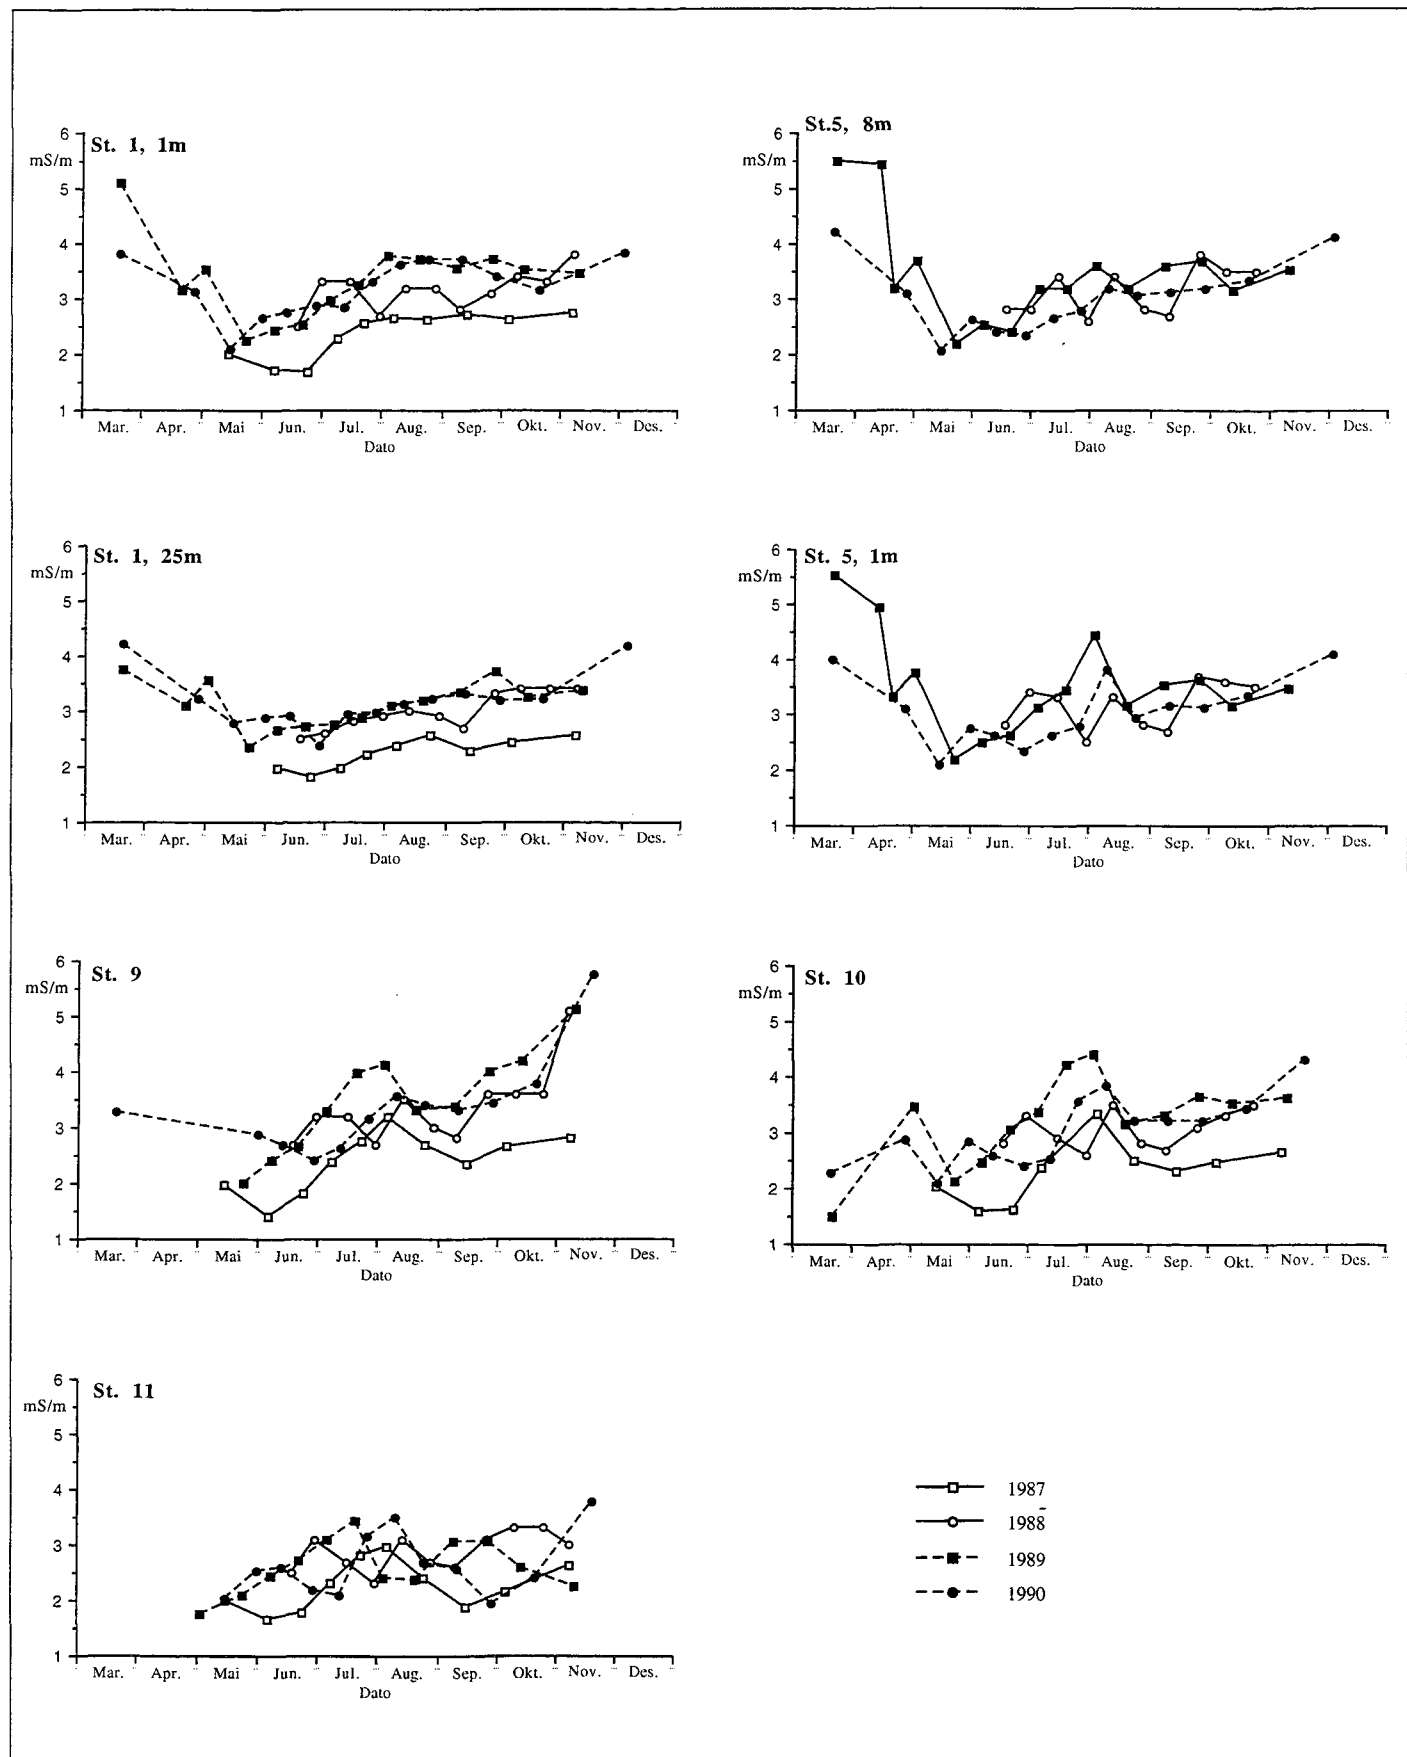 St. 1, 1m
6
mS/m
5
4
3
2
1
Mar. Apr. Mai Jun. Jul. Aug. Sep. Okt. Nov. Des.
Dato
St.5, 8m
6
mS/m
5
4
3
2
1
Mar. Apr. Mai Jun. Jul. Aug. Sep. Okt. Nov. Des.
Dato
St. 1, 25m
6
mS/m
5
4
3
2
1
Mar. Apr. Mai Jun. Jul. Aug. Sep. Okt. Nov. Des.
Dato
St. 5, 1m
6
mS/m
5
4
3
2
1
Mar. Apr. Mai Jun. Jul. Aug. Sep. Okt. Nov. Des.
Dato
St. 9
6
mS/m
5
4
3
2
1
Mar. Apr. Mai Jun. Jul. Aug. Sep. Okt. Nov. Des.
Dato
St. 10
6
mS/m
5
4
3
2
1
Mar. Apr. Mai Jun. Jul. Aug. Sep. Okt. Nov. Des.
Dato
St. 11
6
mS/m
5
4
3
2
1
Mar. Apr. Mai Jun. Jul. Aug. Sep. Okt. Nov. Des.
Dato
1987
1988
1989
1990